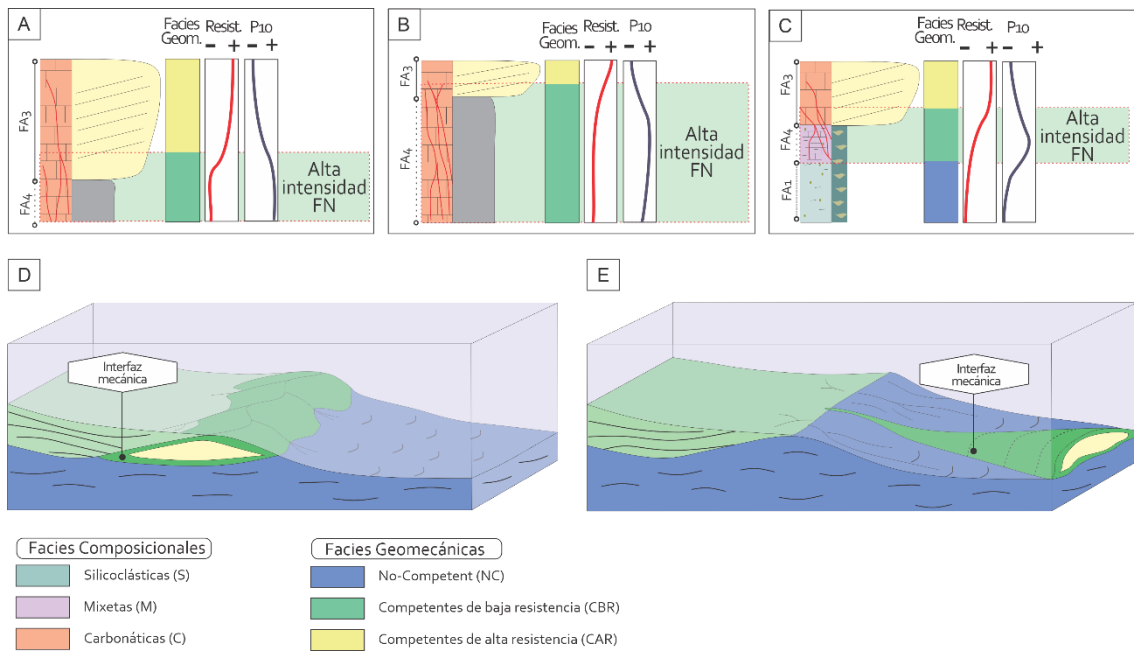 A
Facies
Geom.
Resist.
P10
- +
- +
FA3
FA4
Alta
intensidad
FN
B
Facies
Geom.
Resist.
P10
- +
- +
FA3
FA4
Alta
intensidad
FN
C
Facies
Geom.
Resist.
P10
- +
- +
FA3
FA4
FA1
Alta
intensidad
FN
D
Interfaz
mecánica
E
Interfaz
mecánica
Facies Composicionales
Silicoclásticas (S)
Mixetas (M)
Carbonáticas (C)
Facies Geomecánicas
No-Competent (NC)
Competentes de baja resistencia (CBR)
Competentes de alta resistencia (CAR)